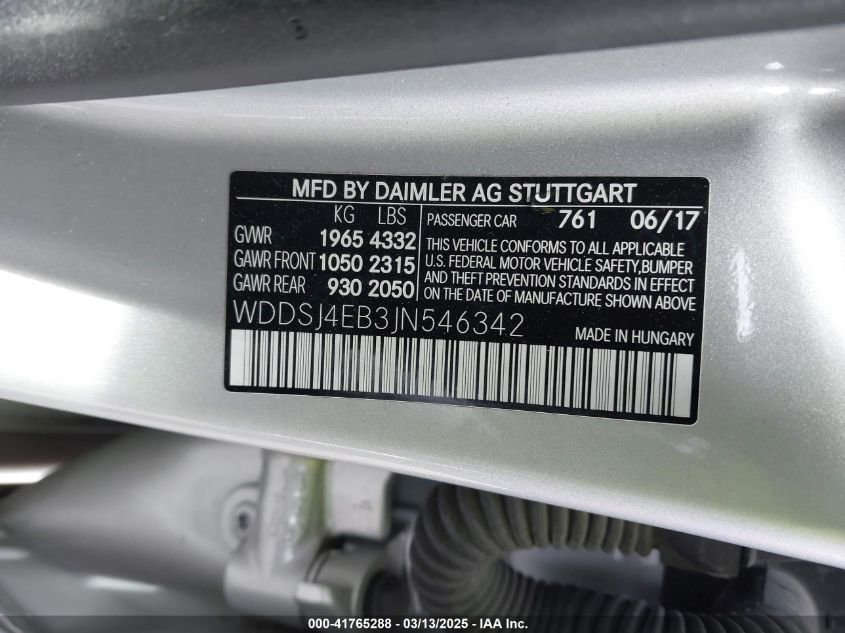 MFD BY DAIMLER AG STUTTGART
KG LBS
GVWR 1965 4332
GAWR FRONT 1050 2315
GAWR REAR 930 2050
PASSENGER CAR 761 06/17
THIS VEHICLE CONFORMS TO ALL APPLICABLE
U.S. FEDERAL MOTOR VEHICLE SAFETY,BUMPER
AND THEFT PREVENTION STANDARDS IN EFFECT
ON DATE OF MANUFACTURE SHOWN ABOVE
WDDSJ4EB3JN546342
MADE IN HUNGARY
000-41765288 - 03/13/2025 - IAA Inc.